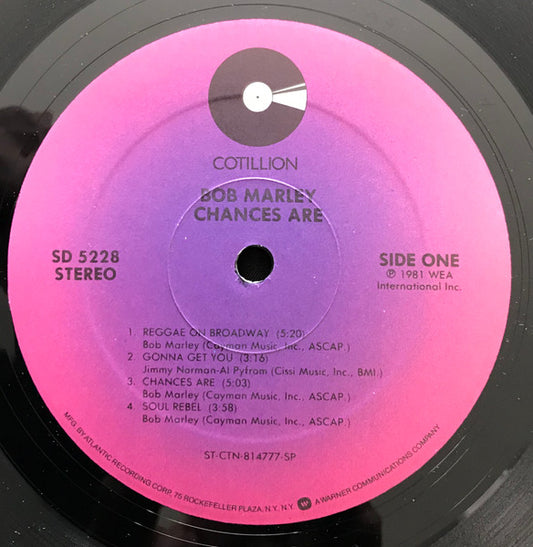 COTILLION
BOB MARLEY
CHANCES ARE
SD 5228
STEREO
SIDE ONE
℗ 1981 WEA
International Inc.
1. REGGAE ON BROADWAY (5:20)
Bob Marley (Cayman Music, Inc., ASCAP.)
2. GONNA GET YOU (3:16)
Jimmy Norman-Al Pyfrom (Cissi Music, Inc., BMI.)
3. CHANCES ARE (5:03)
Bob Marley (Cayman Music, Inc., ASCAP.)
4. SOUL REBEL (3:58)
Bob Marley (Cayman Music, Inc., ASCAP.)
ST-CTN-814777-SP
MFG. BY ATLANTIC RECORDING CORP., 75 ROCKEFELLER PLAZA, N.Y., N.Y. A WARNER COMMUNICATIONS COMPANY